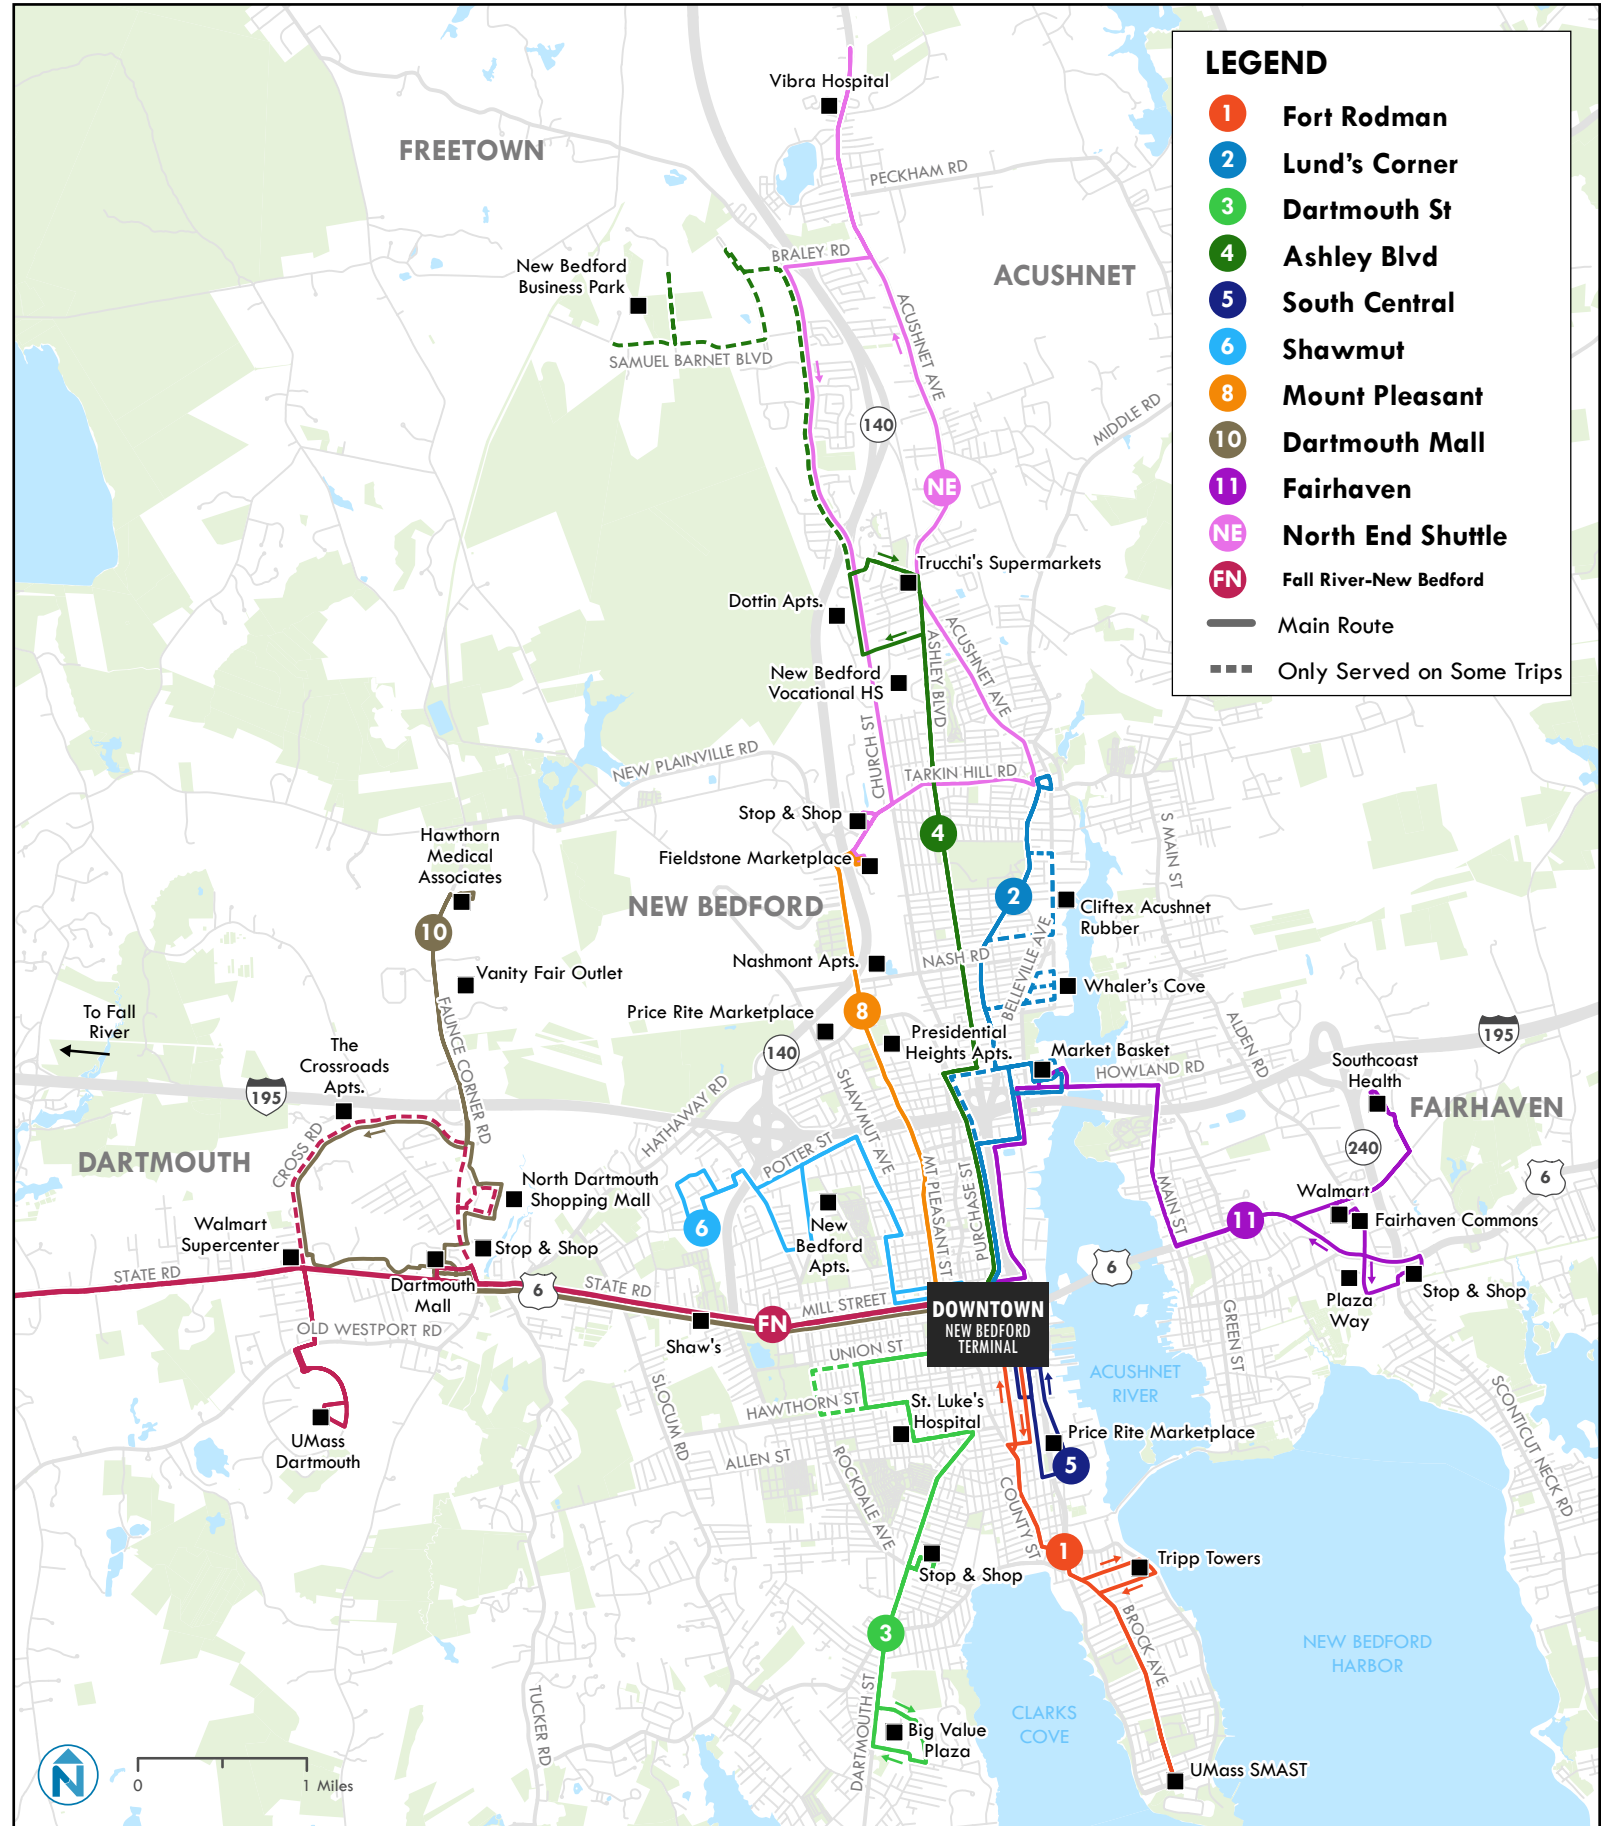 LEGEND
1 Fort Rodman
2 Lund's Corner
3 Dartmouth St
4 Ashley Blvd
5 South Central
6 Shawmut
8 Mount Pleasant
10 Dartmouth Mall
11 Fairhaven
NE North End Shuttle
FN Fall River-New Bedford
Main Route
Only Served on Some Trips
Vibra Hospital
FREETOWN
PECKHAM RD
BRALEY RD
New Bedford
Business Park
ACUSHNET
ACUSHNET AVE
SAMUEL BARNET BLVD
MIDDLE RD
140
NE
Trucchi's Supermarkets
Dottin Apts.
ACUSHNET AVE
ASHLEY BLVD
New Bedford
Vocational HS
CHURCH ST
NEW PLAINVILLE RD
TARKIN HILL RD
Stop & Shop
S MAIN ST
4
Hawthorn
Medical
Associates
Fieldstone Marketplace
2
NEW BEDFORD
Cliftex Acushnet
Rubber
10
BELLEVILLE AVE
NASH RD
Nashmont Apts.
Vanity Fair Outlet
Whaler's Cove
FAUNCE CORNER RD
To Fall
River
Price Rite Marketplace
8
Presidential
Heights Apts.
ALDEN RD
195
The
Crossroads
Apts.
140
Market Basket
HOWLAND RD
Southcoast
Health
195
SHAWMUT AVE
HATHAWAY RD
FAIRHAVEN
CROSS RD
POTTER ST
240
DARTMOUTH
6
North Dartmouth
Shopping Mall
MT PLEASANT ST
PURCHASE ST
MAIN ST
Walmart
Walmart
Supercenter
6
New
Bedford
Apts.
11
Fairhaven Commons
Stop & Shop
STATE RD
Dartmouth
Mall
6
STATE RD
6
Plaza
Way
Stop & Shop
MILL STREET
DOWNTOWN
NEW BEDFORD
TERMINAL
FN
Shaw's
OLD WESTPORT RD
UNION ST
GREEN ST
ACUSHNET
RIVER
SLOCUM RD
HAWTHORN ST
St. Luke's
Hospital
SCONTICUT NECK RD
UMass
Dartmouth
Price Rite Marketplace
ALLEN ST
5
ROCKDALE AVE
COUNTY ST
1
Tripp Towers
Stop & Shop
3
BROCK AVE
NEW BEDFORD
HARBOR
TUCKER RD
DARTMOUTH ST
CLARKS
COVE
Big Value
Plaza
UMass SMAST
N
0
1 Miles